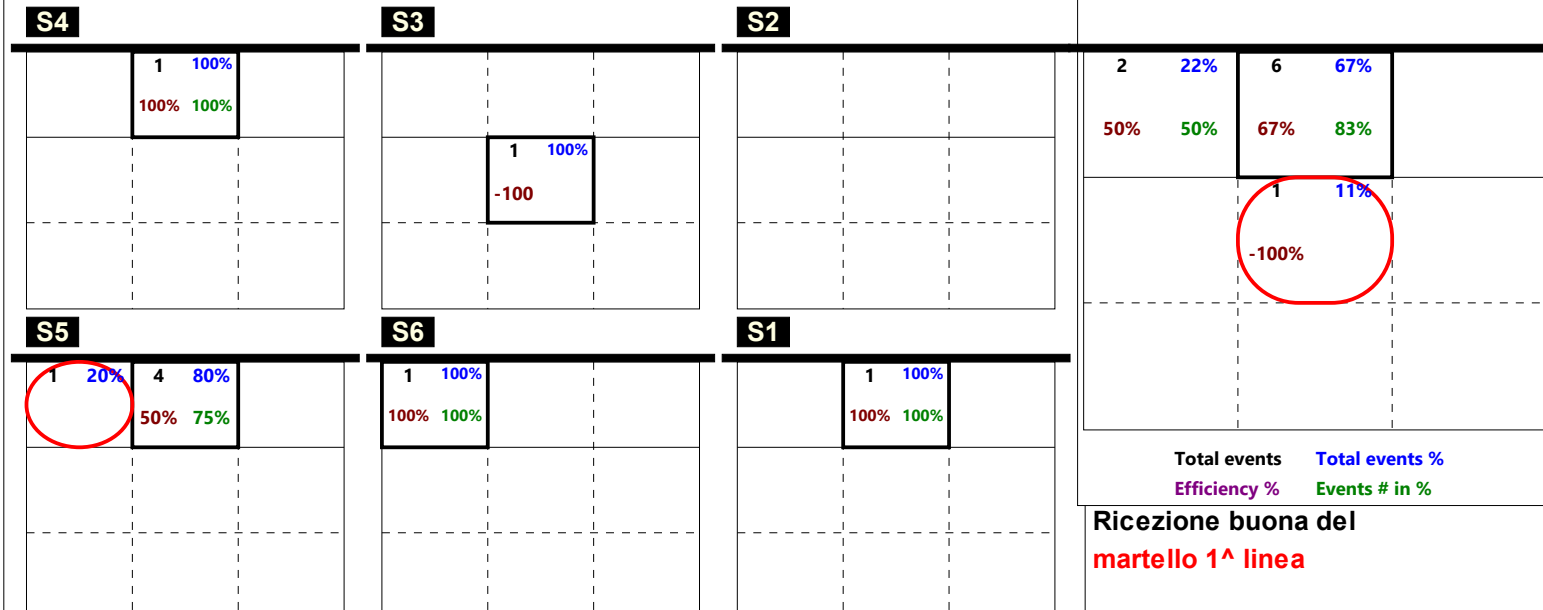 S4 S3 S2
1 100%
100% 100%
1 100%
-100
2 22% 6 67%
50% 50% 67% 83%
1 11%
-100%
S5 S6 S1
1 20% 4 80%
50% 75%
1 100%
100% 100%
1 100%
100% 100%
Total events Total events %
Efficiency % Events # in %
Ricezione buona del
martello 1^ linea